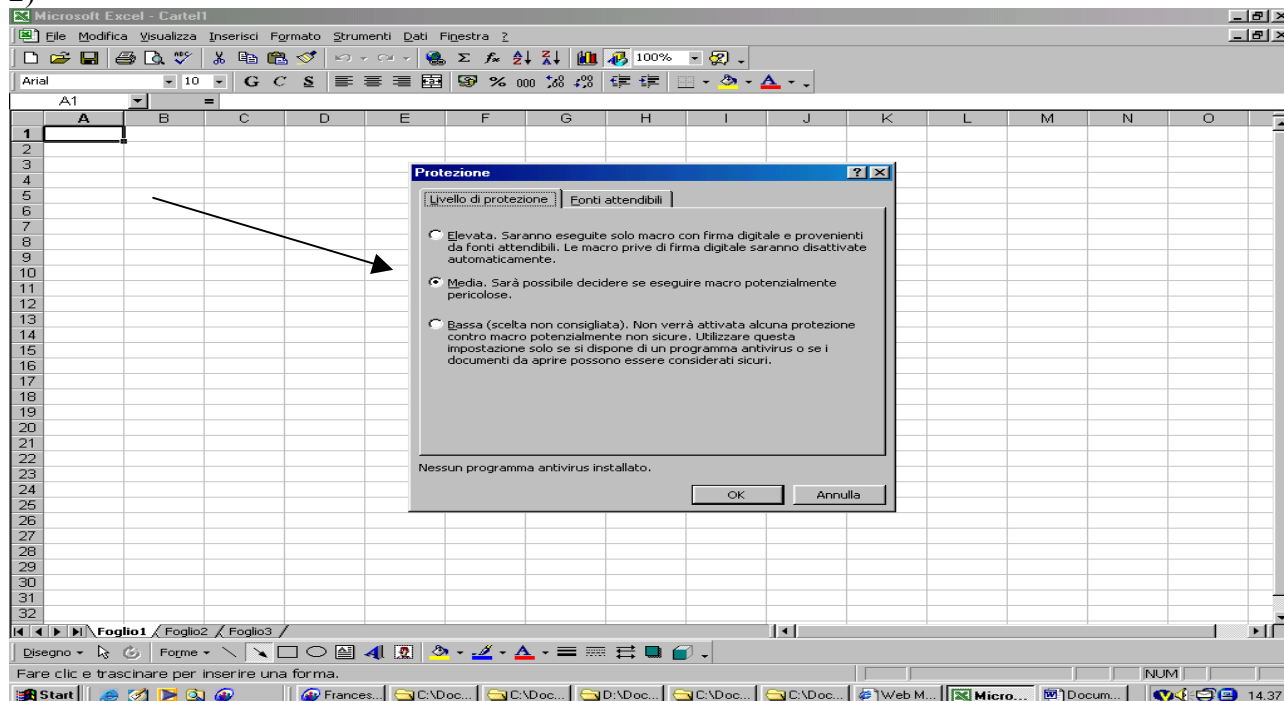 Microsoft Excel - Cartel1
File Modifica Visualizza Inserisci Formato Strumenti Dati Finestra ?
100%
Arial 10 G C S % 000
A1 =
A B C D E F G H I J K L M N O
1
2
3
4
5
6
7
8
9
10
11
12
13
14
15
16
17
18
19
20
21
22
23
24
25
26
27
28
29
30
31
32
Protezione
Livello di protezione Fonti attendibili
Elevata. Saranno eseguite solo macro con firma digitale e provenienti
da fonti attendibili. Le macro prive di firma digitale saranno disattivate
automaticamente.
Media. Sarà possibile decidere se eseguire macro potenzialmente
pericolose.
Bassa (scelta non consigliata). Non verrà attivata alcuna protezione
contro macro potenzialmente non sicure. Utilizzare questa
impostazione solo se si dispone di un programma antivirus o se i
documenti da aprire possono essere considerati sicuri.
Nessun programma antivirus installato.
OK Annulla
Foglio1 Foglio2 Foglio3
Disegno Forme
Fare clic e trascinare per inserire una forma. NUM
Start Frances... C:\Doc... C:\Doc... D:\Doc... C:\Doc... C:\Doc... Web M... Micro... Docum... 14.37